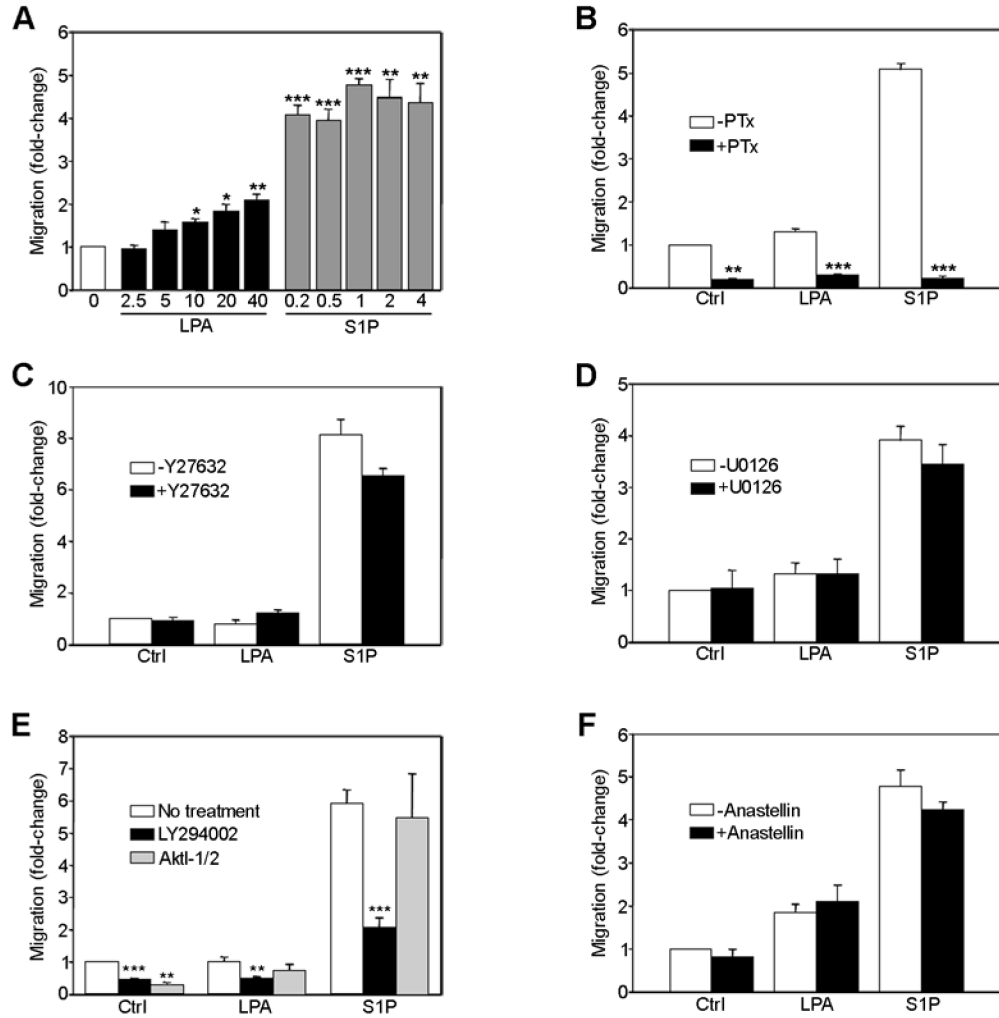 A
Migration (fold-change)
6
5
4
3
2
1
0
*** *** *** ** **
* * **
0 2.5 5 10 20 40 0.2 0.5 1 2 4
LPA S1P
B
Migration (fold-change)
6
5
4
3
2
1
0
-PTx
+PTx
** *** ***
Ctrl LPA S1P
C
Migration (fold-change)
10
8
6
4
2
0
-Y27632
+Y27632
Ctrl LPA S1P
D
Migration (fold-change)
5
4
3
2
1
0
-U0126
+U0126
Ctrl LPA S1P
E
Migration (fold-change)
8
7
6
5
4
3
2
1
0
No treatment
LY294002
AktI-1/2
*** ** ** ***
Ctrl LPA S1P
F
Migration (fold-change)
6
5
4
3
2
1
0
-Anastellin
+Anastellin
Ctrl LPA S1P